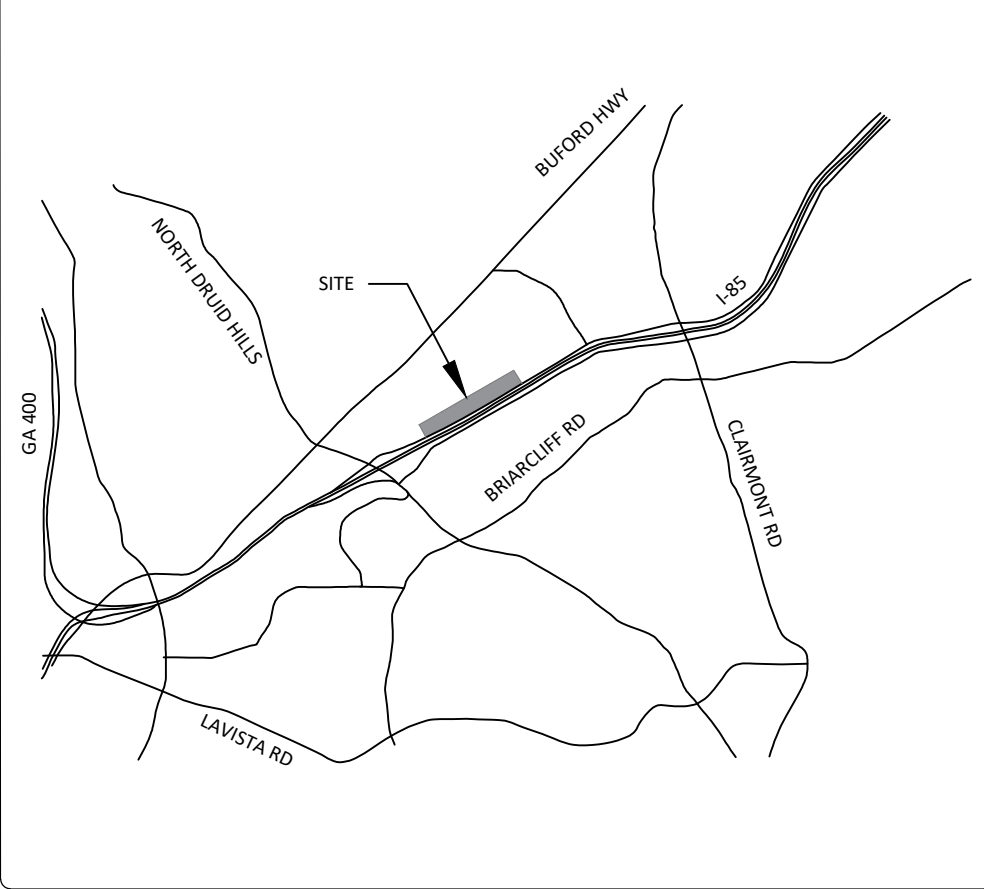 BUFORD HWY
NORTH DRUID HILLS
SITE
I-85
GA 400
BRIARCLIFF RD
CLAIRMONT RD
LAVISTA RD